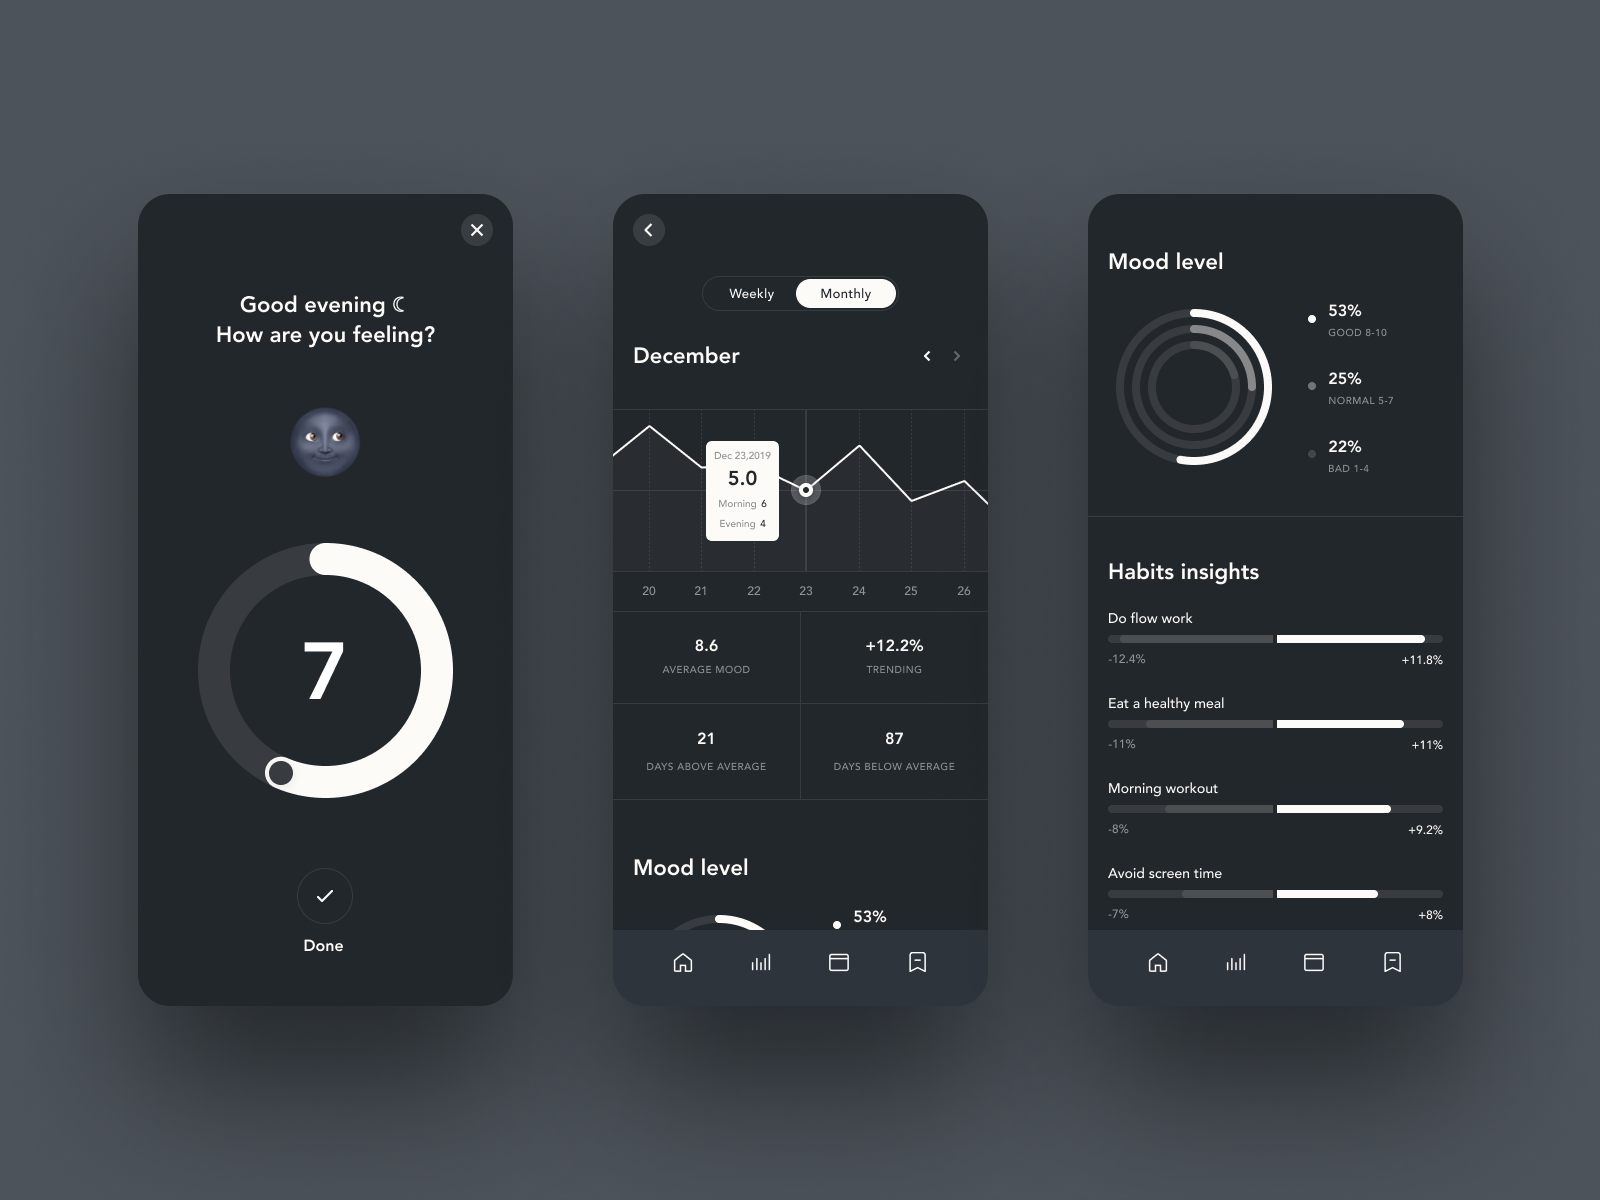 Good evening ☾
How are you feeling?
7
Done
Weekly Monthly
December
Dec 23,2019
5.0
Morning 6
Evening 4
20 21 22 23 24 25 26
8.6
AVERAGE MOOD
+12.2%
TRENDING
21
DAYS ABOVE AVERAGE
87
DAYS BELOW AVERAGE
Mood level
53%
Mood level
53%
GOOD 8-10
25%
NORMAL 5-7
22%
BAD 1-4
Habits insights
Do flow work
-12.4% +11.8%
Eat a healthy meal
-11% +11%
Morning workout
-8% +9.2%
Avoid screen time
-7% +8%